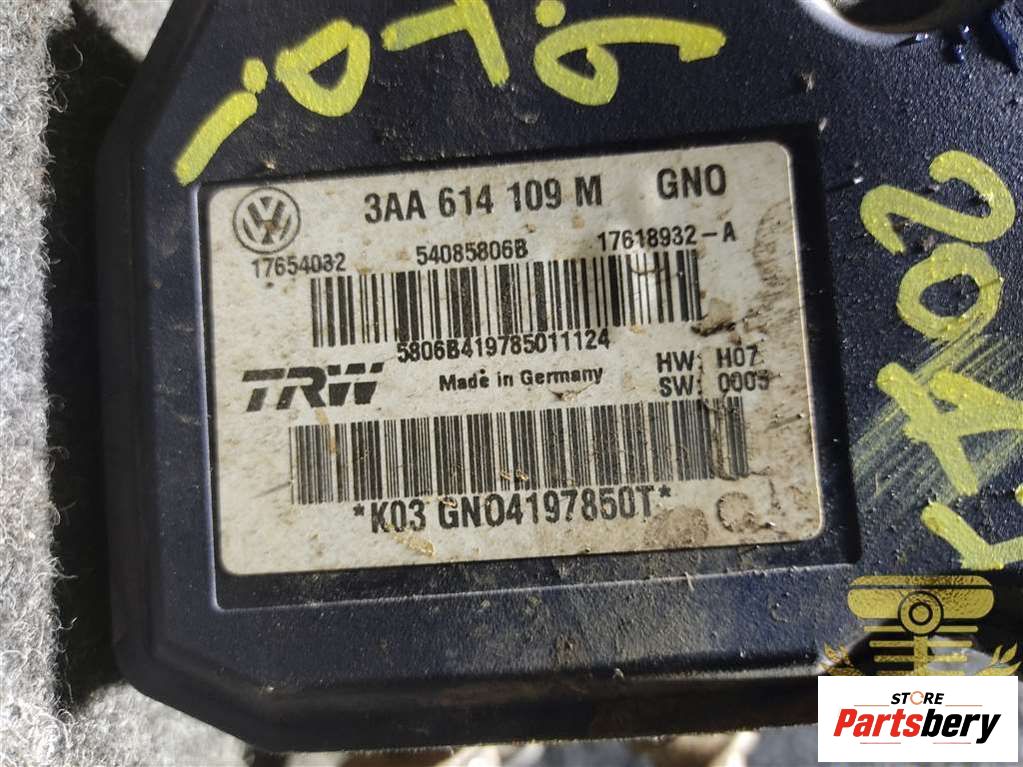 3AA 614 109 M GNO
17654032 54085806B 17618932-A
5806B419785011124
TRW Made in Germany HW: H07
SW: 0005
*K03 GNO4197850T*
STORE
Partsbery